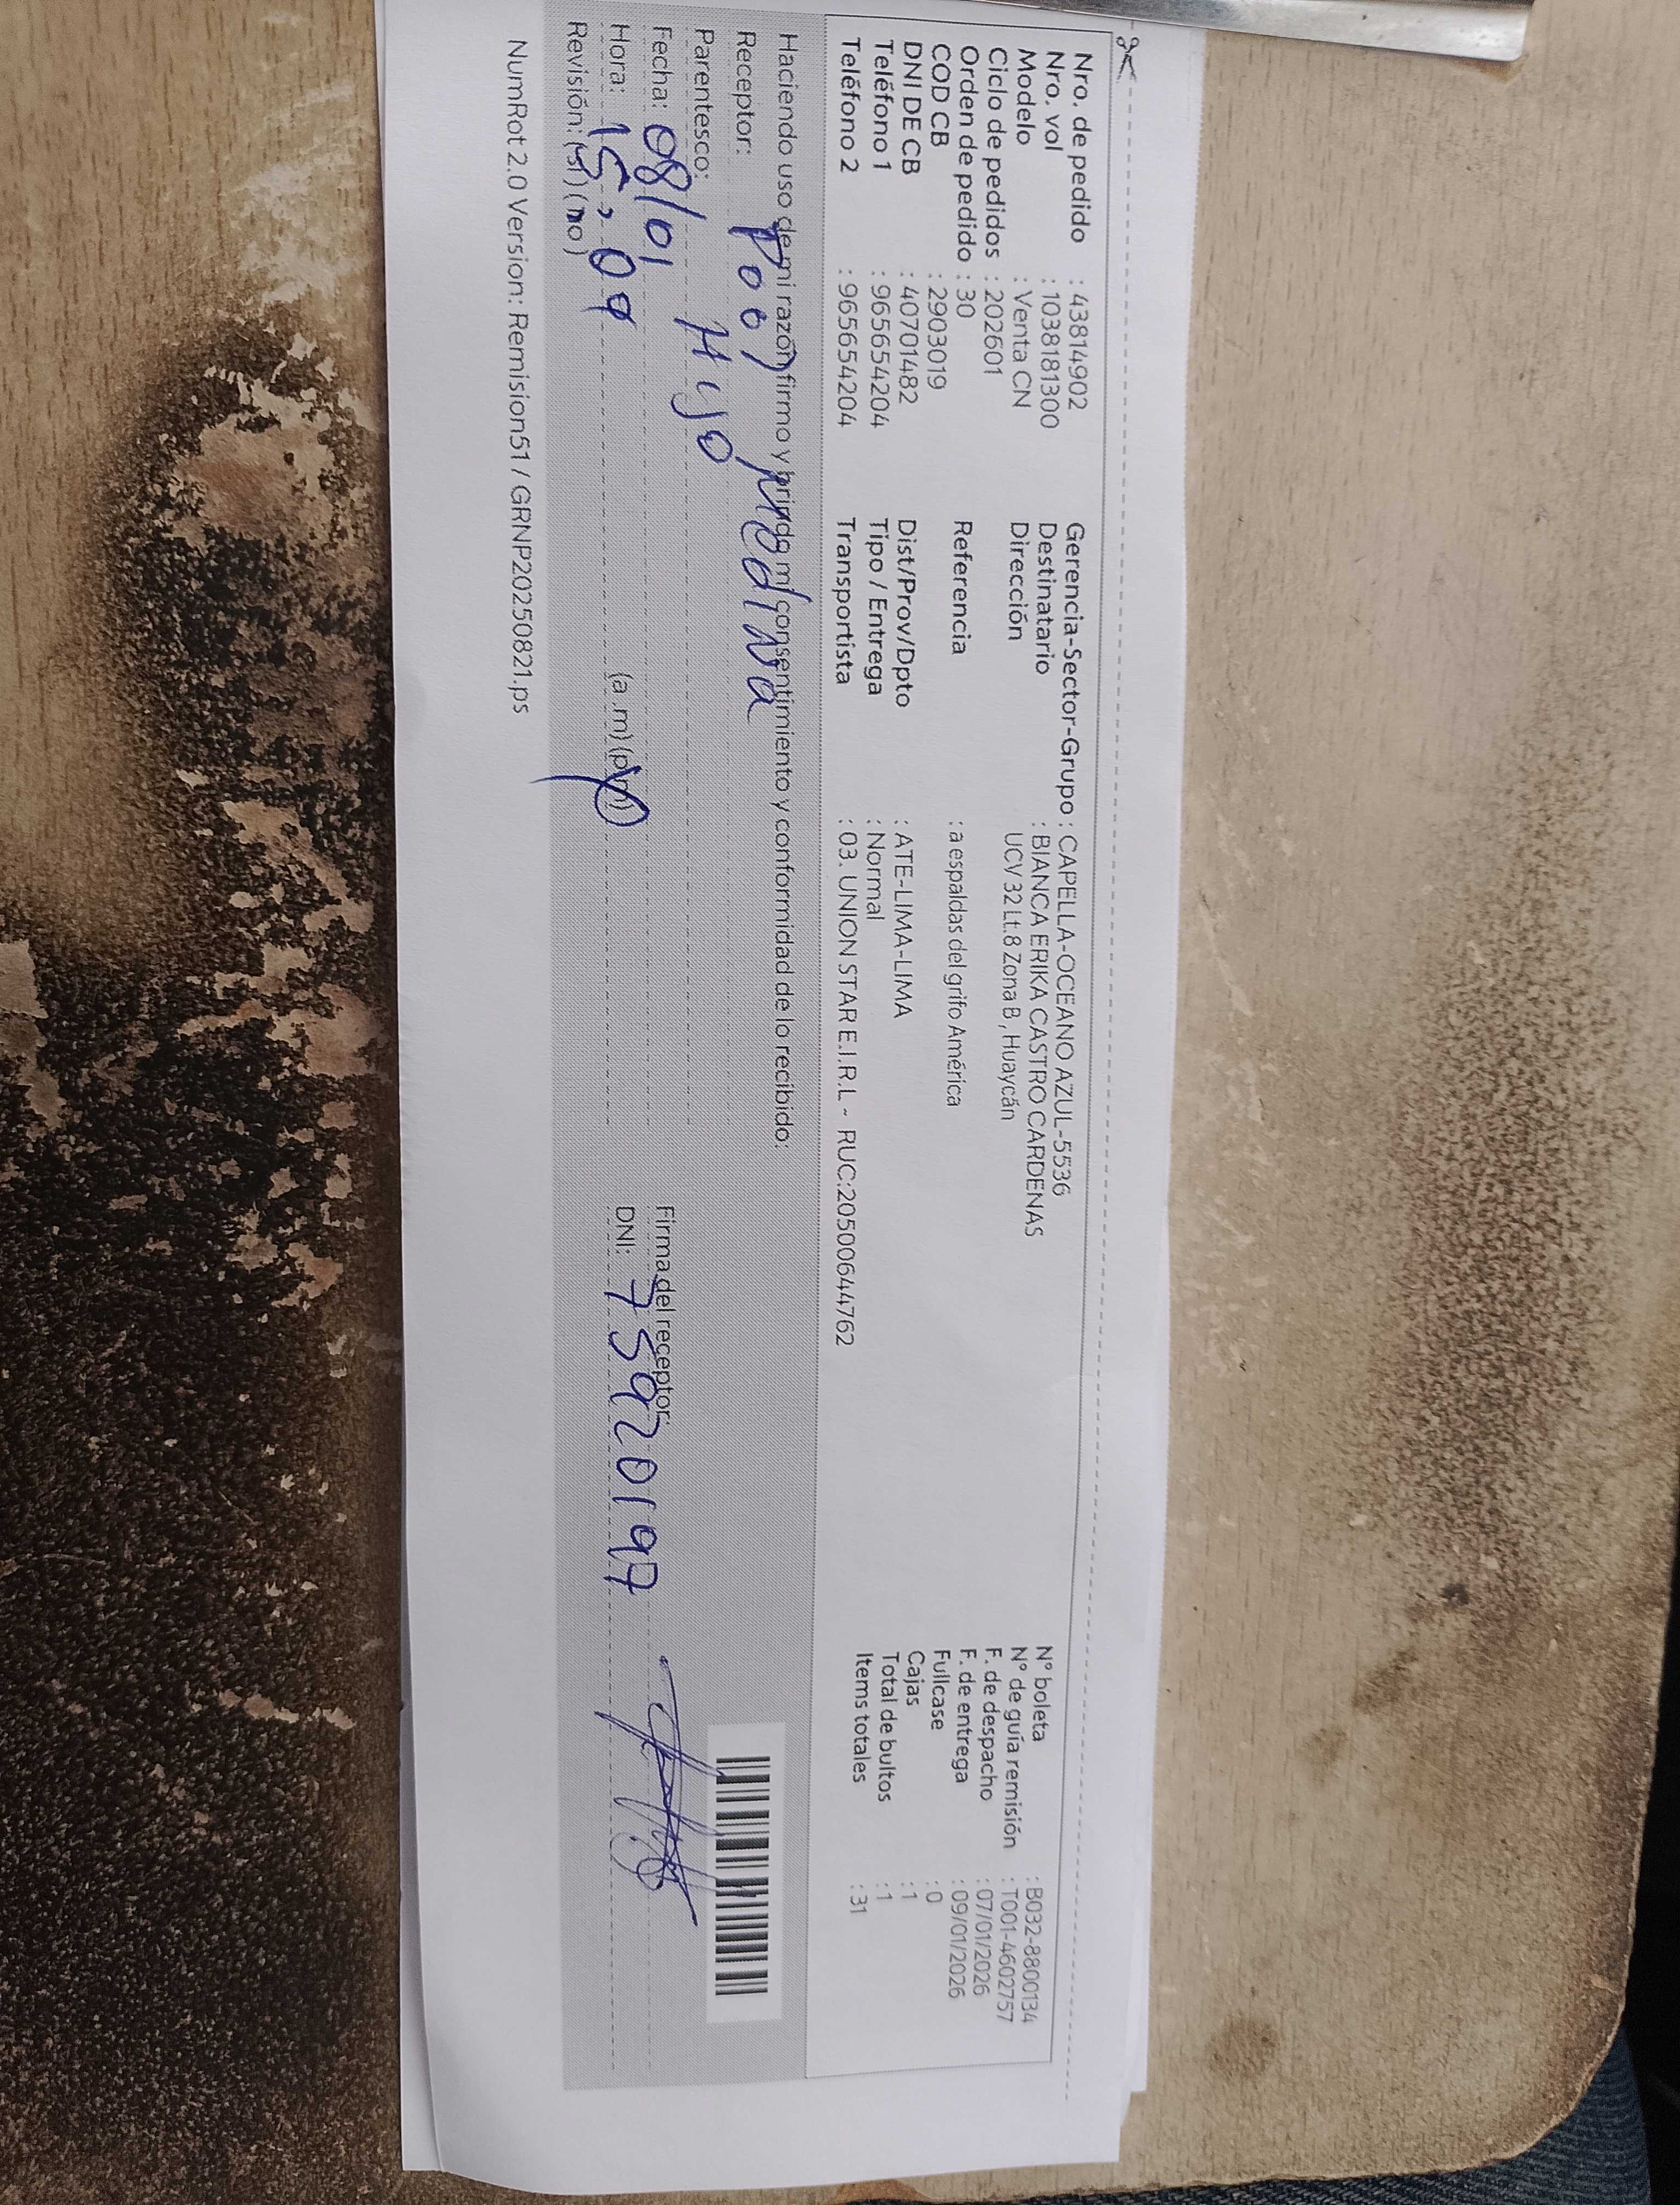 Nro. de pedido : 43814902
Nro. vol : 1038181300
Modelo : Venta CN
Ciclo de pedidos : 202601
Orden de pedido : 30
COD CB : 2903019
DNI DE CB : 40701482
Teléfono 1 : 965654204
Teléfono 2 : 965654204
Gerencia-Sector-Grupo : CAPELLA-OCEANO AZUL-5536
Destinatario : BIANCA ERIKA CASTRO CARDENAS
Dirección UCV 32 Lt.8 Zona B , Huaycán
Referencia : a espaldas del grifo América
Dist/Prov/Dpto : ATE-LIMA-LIMA
Tipo / Entrega : Normal
Transportista : 03. UNION STAR E.I.R.L - RUC:20500644762
N° boleta : B032-8800134
N° de guía remisión : T001-4602757
F. de despacho : 07/01/2026
F. de entrega : 09/01/2026
Fullcase : 0
Cajas : 1
Total de bultos : 1
Items totales : 31
Haciendo uso de mi razón firmo y brindo mi consentimiento y conformidad de lo recibido:
Receptor: Pool medina
Parentesco: Hijo
Fecha: 08/01
Firma del receptor:
Hora: 15:09 (a.m) (p.m)
DNI: 75920197
Revisión: (si) (no)
NumRot 2.0 Version: Remision51 / GRNP20250821.ps